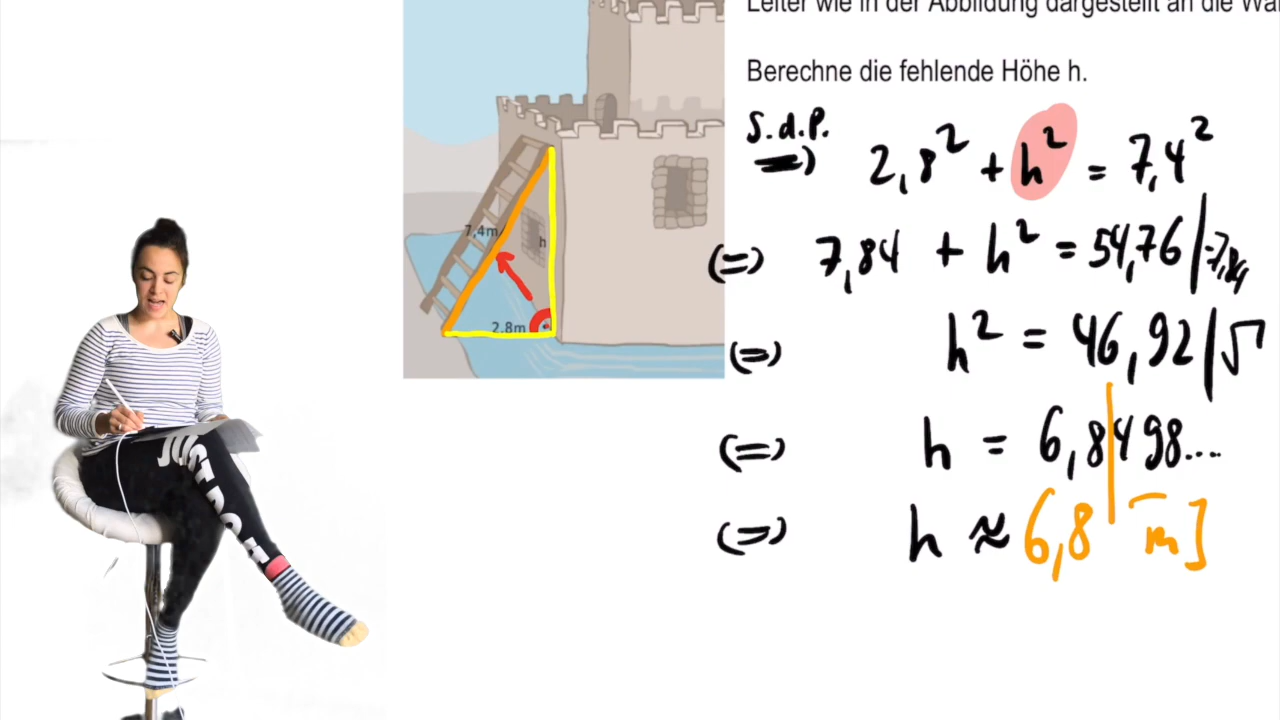 Leiter wie in der Abbildung dargestellt an die
Berechne die fehlende Höhe h.
S.d.P.
=> 2,8² + h² = 7,4²
(=) 7,84 + h² = 54,76 | -7,84
(=) h² = 46,92 | √
(=) h = 6,8498....
(=) h ≈ 6,8 m]
7,4m
h
2,8m